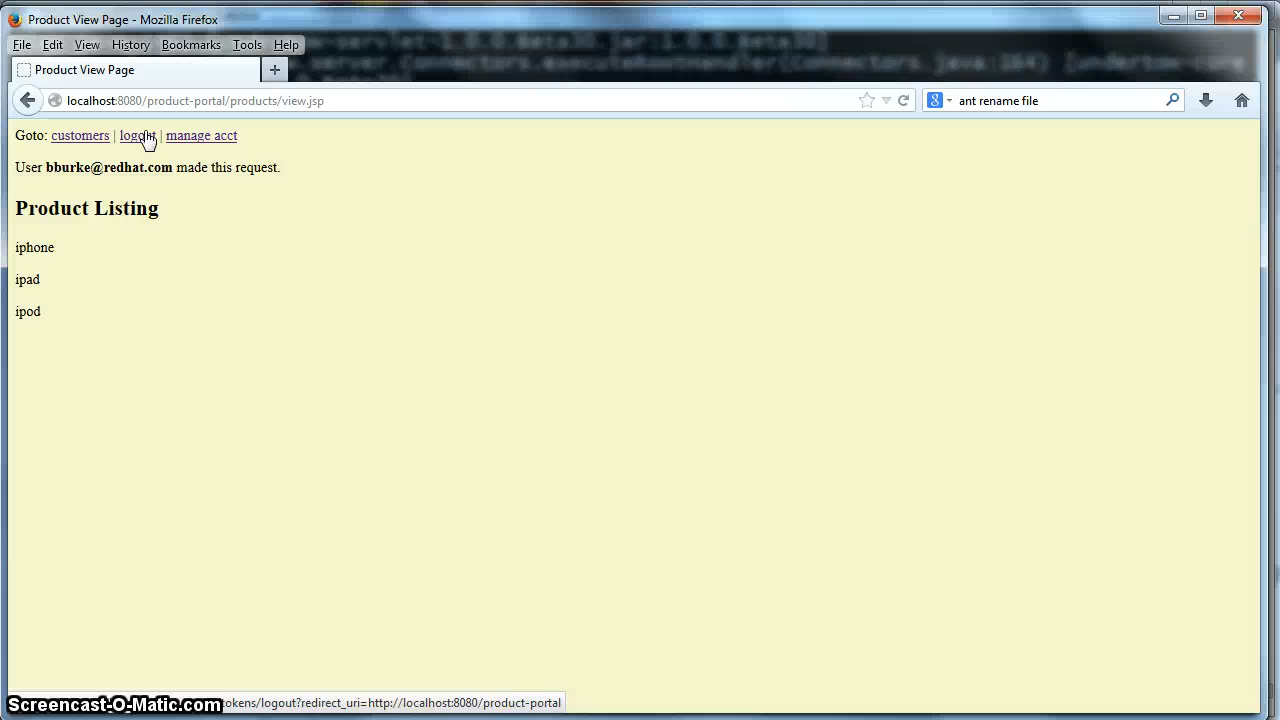 Product View Page - Mozilla Firefox
File Edit View History Bookmarks Tools Help
Product View Page
localhost:8080/product-portal/products/view.jsp
ant rename file
Goto: customers | logout | manage acct
User bburke@redhat.com made this request.
Product Listing
iphone
ipad
ipod
Screencast-O-Matic.com tokens/logout?redirect_uri=http://localhost:8080/product-portal